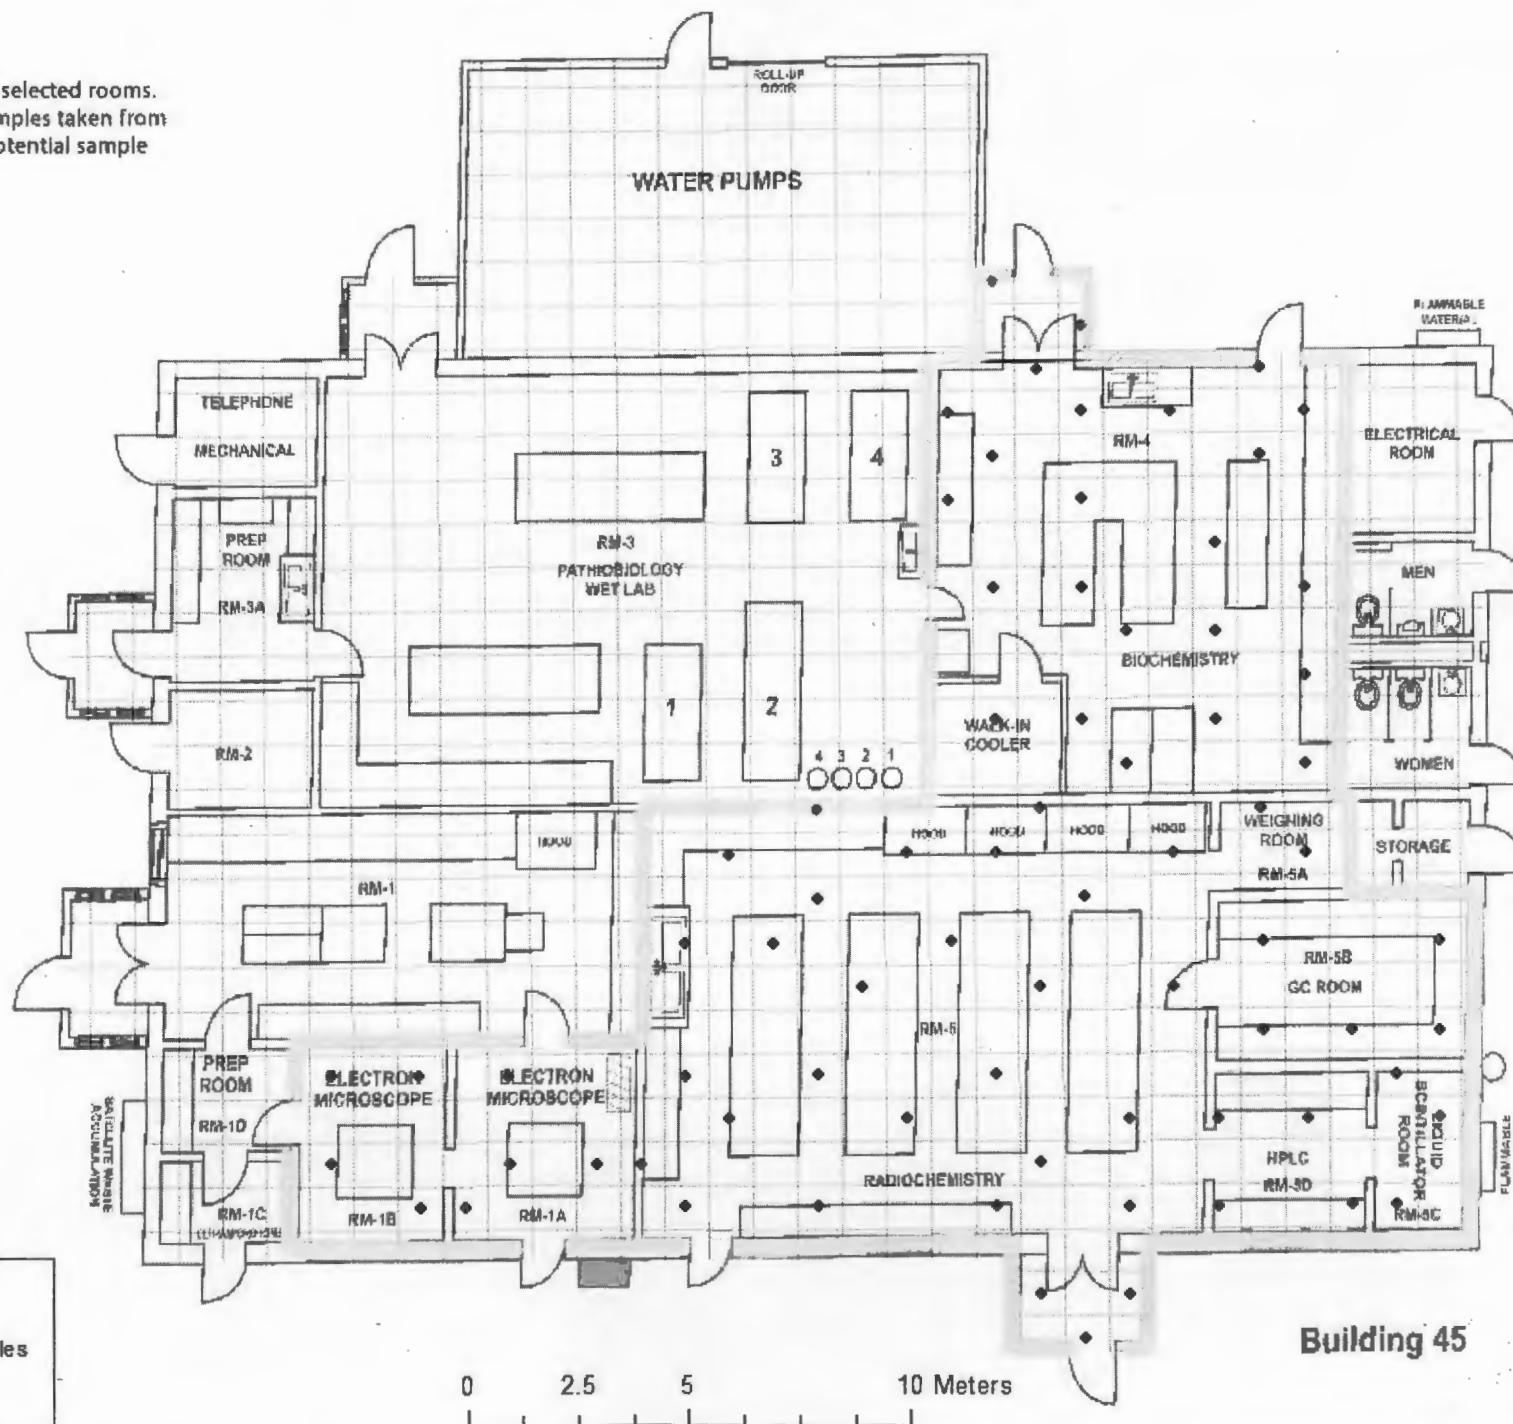 selected rooms.
mples taken from
otential sample
ROLL-UP
DOOR
WATER PUMPS
FLAMMABLE
MATERIAL
TELEPHONE
MECHANICAL
3
4
RM-4
ELECTRICAL
ROOM
PREP
ROOM
RM-3A
RM-3
PATHIOBIOLOGY
WET LAB
MEN
BIOCHEMISTRY
1
2
RM-2
WALK-IN
COOLER
WOMEN
4 3 2 1
HOOD
HOOD
HOOD
HOOD
HOOD
WEIGHING
ROOM
RM-5A
STORAGE
RM-1
RM-5B
GC ROOM
RM-5
PREP
ROOM
RM-1D
ELECTRON
MICROSCOPE
ELECTRON
MICROSCOPE
SATELLITE WASTE
ACCUMULATION
LIQUID
SCINTILLATOR
ROOM
FLAMMABLE
HPLC
RM-5D
RADIOCHEMISTRY
RM-1C
RM-1B
RM-1A
RM-5C
Building 45
les
0 2.5 5 10 Meters